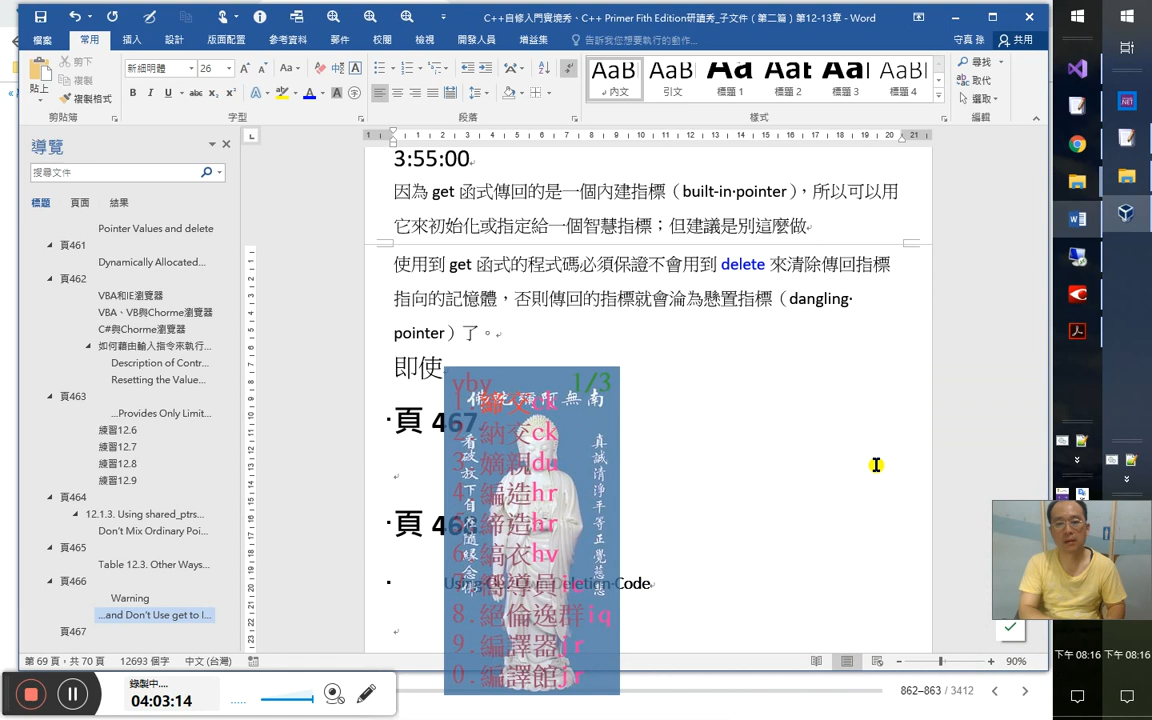 C++自修入門實境秀、C++ Primer Fith Edition研讀秀_子文件（第二篇）第12-13章 - Word
檔案
常用
插入
設計
版面配置
參考資料
郵件
校閱
檢視
開發人員
增益集
告訴我您想要執行的動作...
守真 孫
共用
貼上
剪下
複製
複製格式
剪貼簿
新細明體
26
字型
段落
AaB 內文
AaB 引文
Aa 標題 1
Aat 標題 2
Aal 標題 3
AaBl 標題 4
樣式
尋找
取代
選取
編輯
導覽
搜尋文件
標題
頁面
結果
Pointer Values and delete
頁461
Dynamically Allocated...
頁462
VBA和IE瀏覽器
VBA、VB與Chorme瀏覽器
C#與Chorme瀏覽器
如何藉由輸入指令來執行...
Description of Contr...
Resetting the Value...
頁463
...Provides Only Limit...
練習12.6
練習12.7
練習12.8
練習12.9
頁464
12.1.3. Using shared_ptrs...
Don't Mix Ordinary Poi...
頁465
Table 12.3. Other Ways...
頁466
Warning
...and Don't Use get to I...
頁467
3:55:00
因為 get 函式傳回的是一個內建指標（built-in·pointer），所以可以用
它來初始化或指定給一個智慧指標；但建議是別這麼做
使用到 get 函式的程式碼必須保證不會用到 delete 來清除傳回指標
指向的記憶體，否則傳回的指標就會淪為懸置指標（dangling·
pointer）了。
即使
頁 467
vbv 1/3
南無阿彌陀佛
1.締交ck
2.納交ck
3.嫡親du
4.編造hr
5.締造hr
6.縞衣hv
8.絕倫逸群iq
9.編譯器jr
0.編譯館jr
看破放下自在隨緣念佛
真誠清淨平等正覺慈悲
第 69 頁，共 70 頁
12693 個字
中文 (台灣)
90%
錄製中....
04:03:14
862–863 / 3412
下午 08:16
下午 08:16